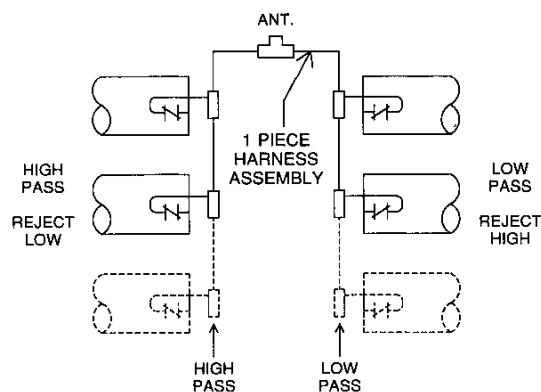 ANT.
1 PIECE
HARNESS
ASSEMBLY
HIGH
PASS
REJECT
LOW
LOW
PASS
REJECT
HIGH
HIGH
PASS
LOW
PASS